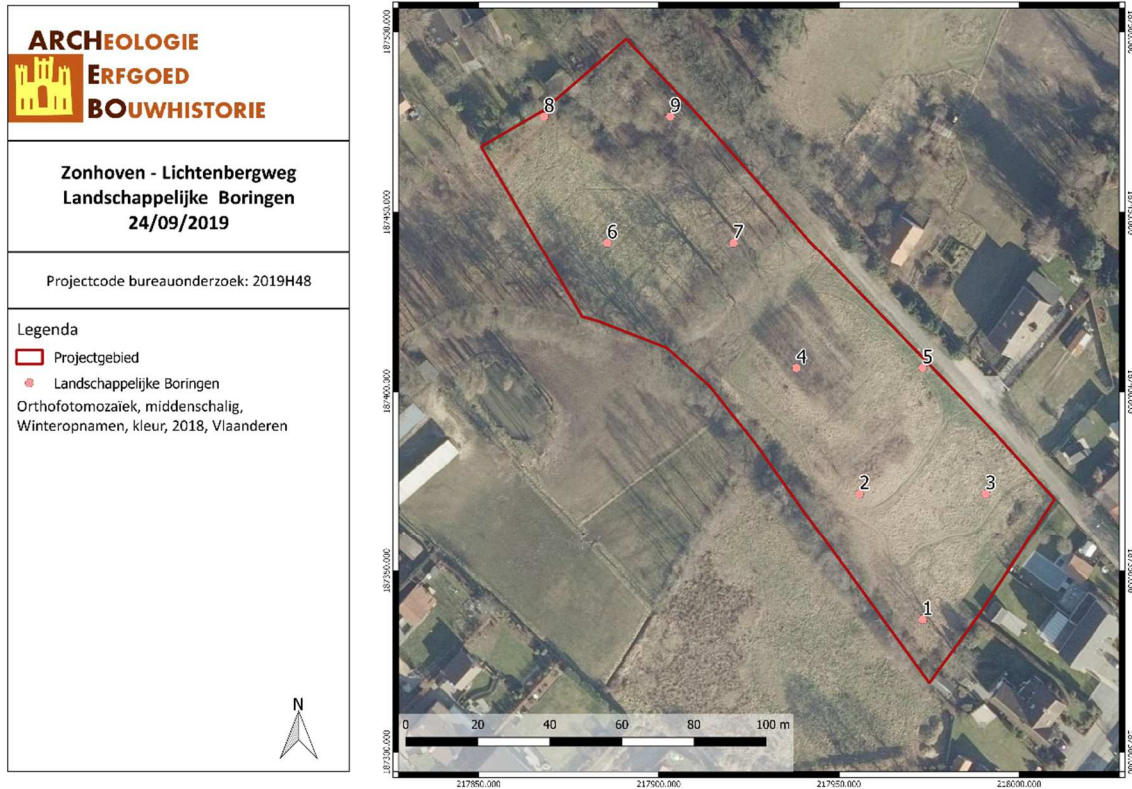 ARCHEOLOGIE
ERFGOED
BOUWHISTORIE
Zonhoven - Lichtenbergweg
Landschappelijke Boringen
24/09/2019
Projectcode bureauonderzoek: 2019H48
Legenda
Projectgebied
Landschappelijke Boringen
Orthofotomozaïek, middenschalig,
Winteropnamen, kleur, 2018, Vlaanderen
N
187500.000
187450.000
187400.000
187350.000
187300.000
8
9
6
7
4
5
2
3
1
0 20 40 60 80 100 m
217850.000 217900.000 217950.000 218000.000